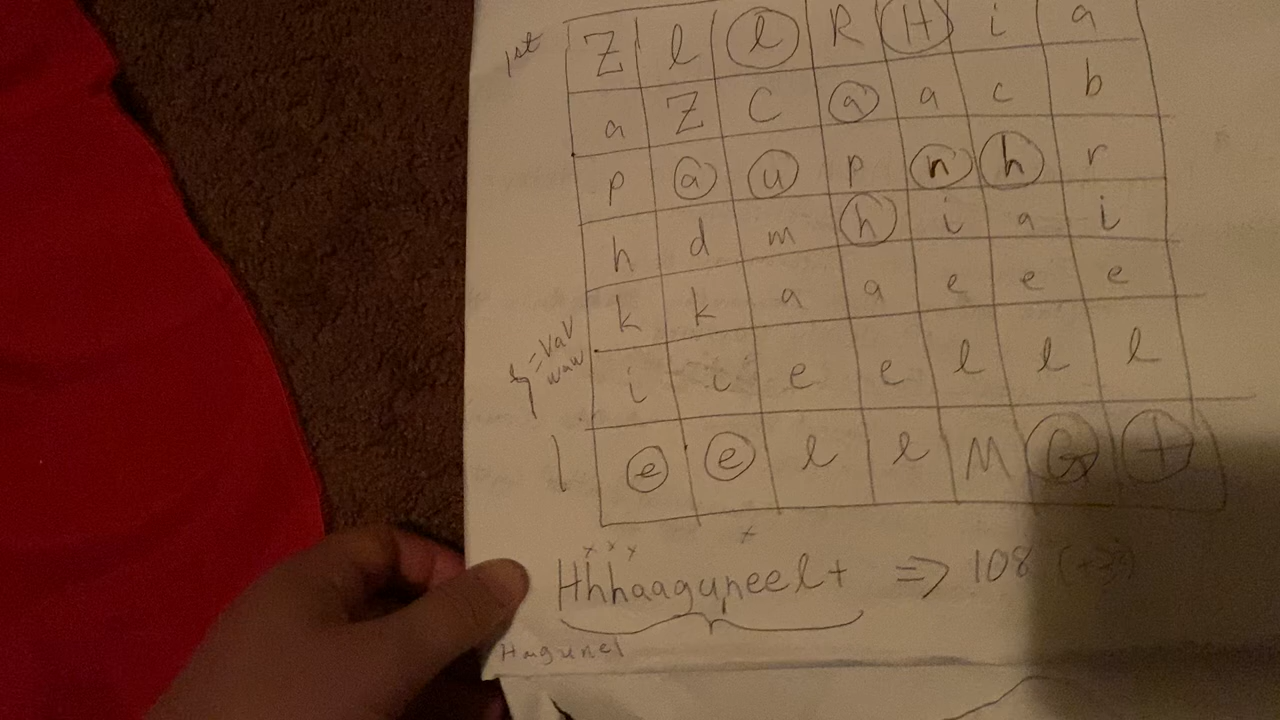 1st Z l l R H i a
a Z C a a c b
p a u p n h r
h d m h i a i
k k a a e e e
= vav
waw
i i e e l l l
e e l l M G +
x x y x
Hhhaaguneel+ => 108
Hagunel